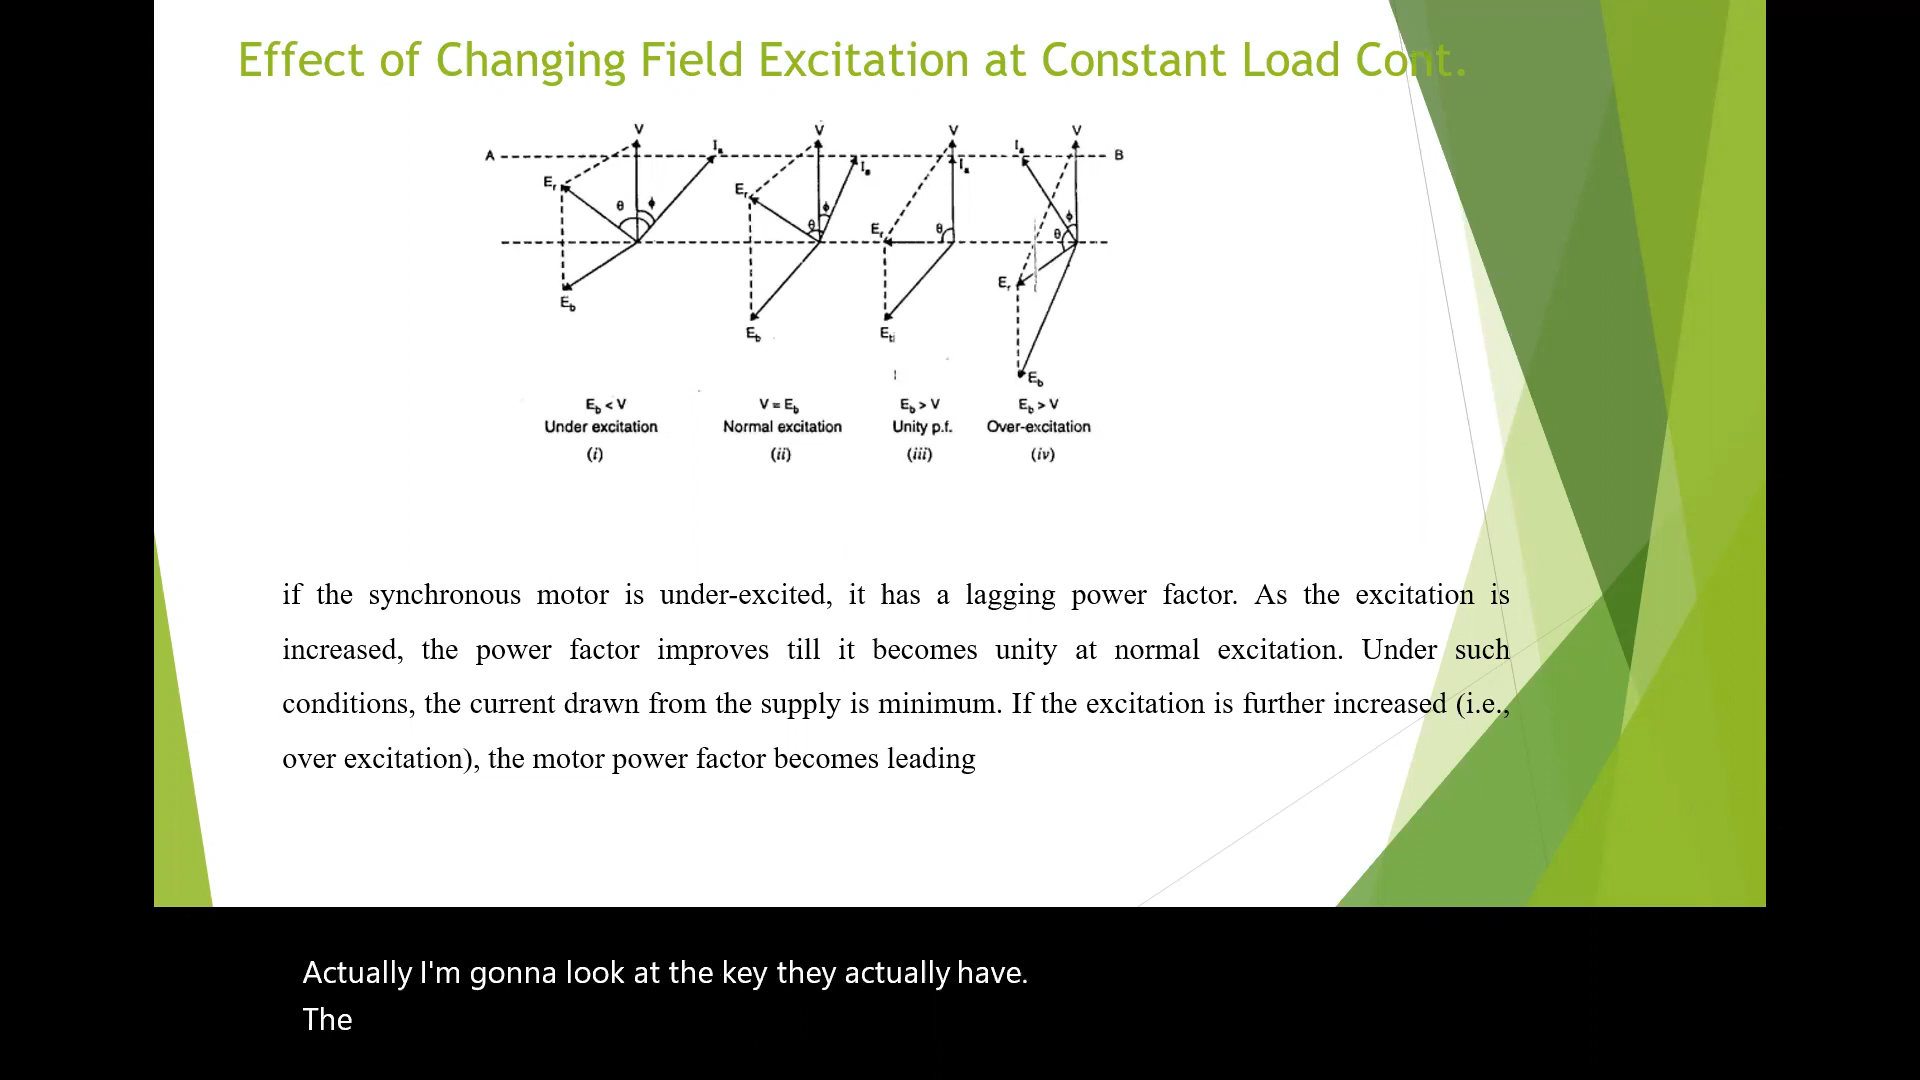 Effect of Changing Field Excitation at Constant Load Cont.
V V V V
A Ia Ia Ia Ia B
Er Er Er Er
θ ϕ θ ϕ θ θ ϕ
Eb Eb Eb Eb
Eb < V V = Eb Eb > V Eb > V
Under excitation Normal excitation Unity p.f. Over-excitation
(i) (ii) (iii) (iv)
if the synchronous motor is under-excited, it has a lagging power factor. As the excitation is
increased, the power factor improves till it becomes unity at normal excitation. Under such
conditions, the current drawn from the supply is minimum. If the excitation is further increased (i.e.,
over excitation), the motor power factor becomes leading
Actually I'm gonna look at the key they actually have.
The